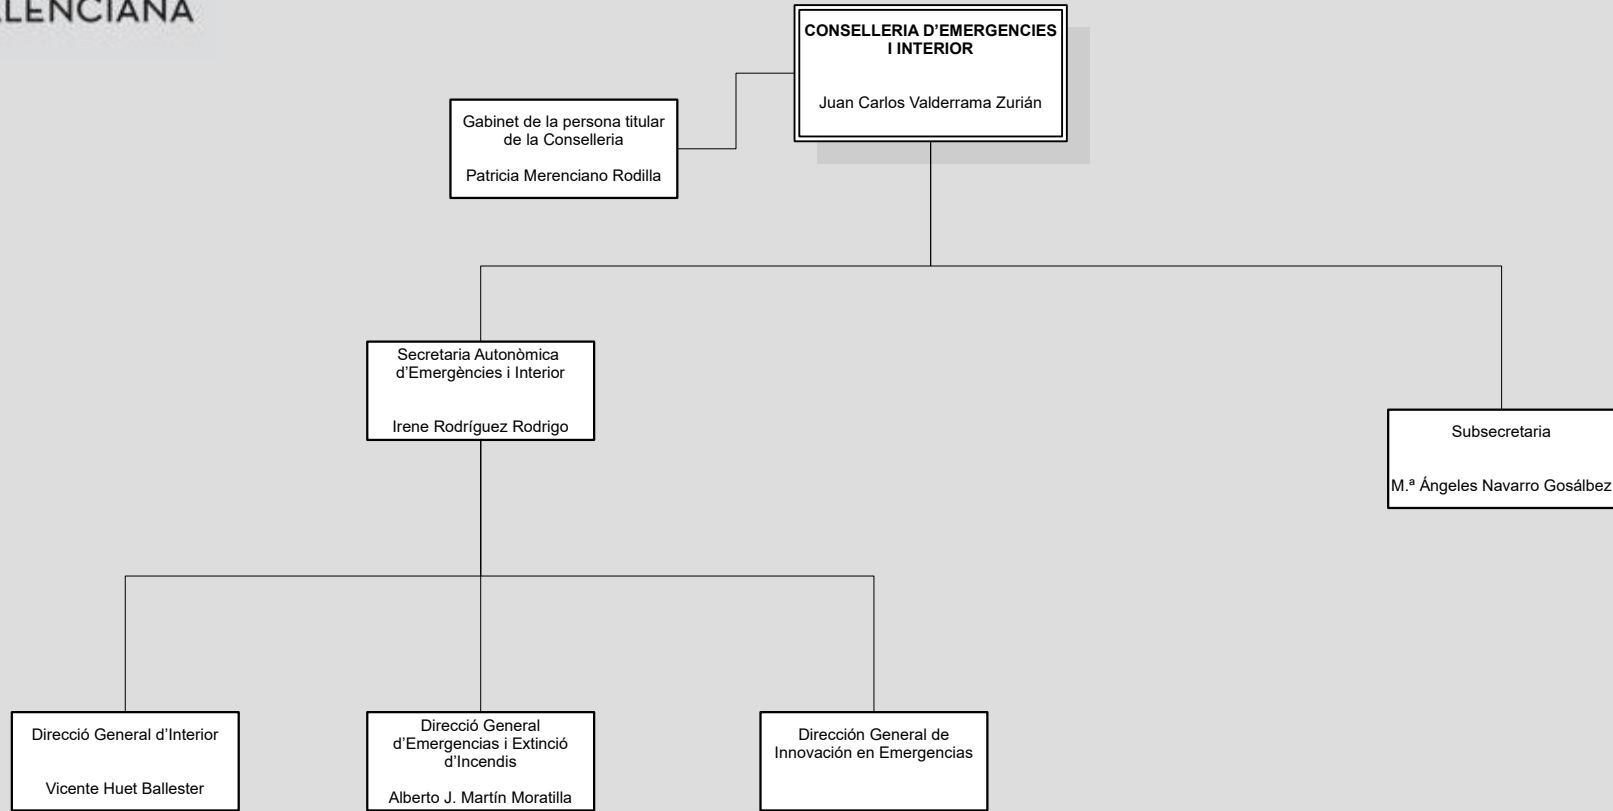 VALENCIANA
CONSELLERIA D’EMERGENCIES
I INTERIOR
Juan Carlos Valderrama Zurián
Gabinet de la persona titular
de la Conselleria
Patricia Merenciano Rodilla
Secretaria Autonòmica
d’Emergències i Interior
Irene Rodríguez Rodrigo
Subsecretaria
M.ª Ángeles Navarro Gosálbez
Direcció General d’Interior
Vicente Huet Ballester
Direcció General
d’Emergencias i Extinció
d’Incendis
Alberto J. Martín Moratilla
Dirección General de
Innovación en Emergencias